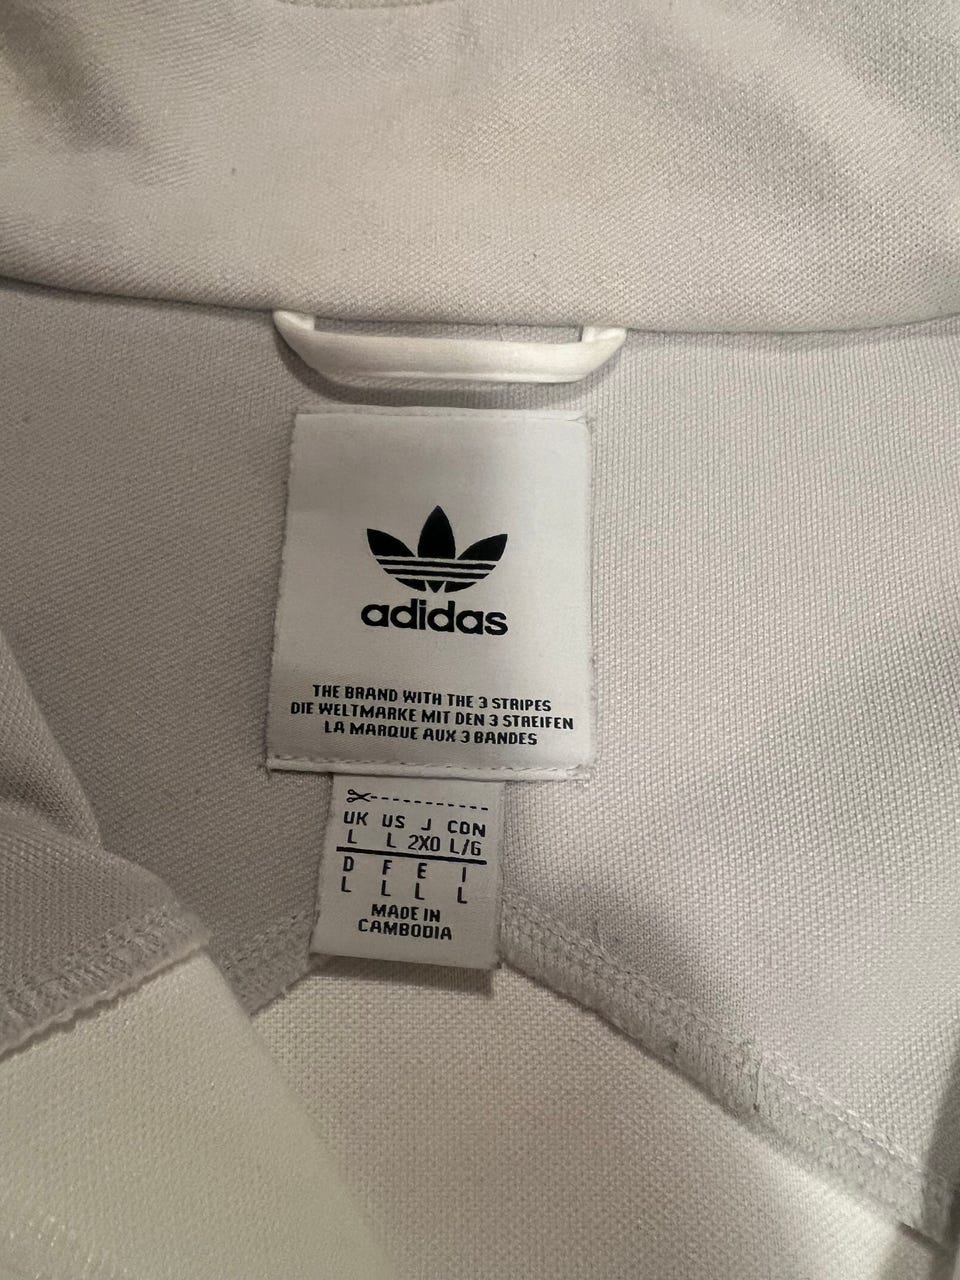 adidas
THE BRAND WITH THE 3 STRIPES
DIE WELTMARKE MIT DEN 3 STREIFEN
LA MARQUE AUX 3 BANDES
UK US J CDN
L L 2XO L/G
D F E I
L L L L
MADE IN
CAMBODIA